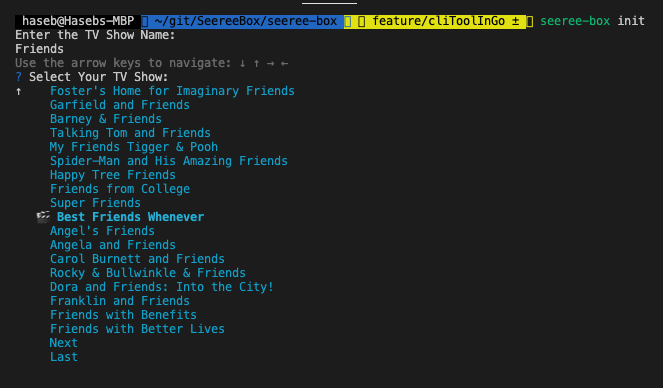 haseb@Hasebs-MBP ~/git/SeereeBox/seeree-box feature/cliToolInGo ± seeree-box init
Enter the TV Show Name:
Friends
Use the arrow keys to navigate: ↓ ↑ → ←
? Select Your TV Show:
↑ Foster's Home for Imaginary Friends
Garfield and Friends
Barney & Friends
Talking Tom and Friends
My Friends Tigger & Pooh
Spider-Man and His Amazing Friends
Happy Tree Friends
Friends from College
Super Friends
🎬 Best Friends Whenever
Angel's Friends
Angela and Friends
Carol Burnett and Friends
Rocky & Bullwinkle & Friends
Dora and Friends: Into the City!
Franklin and Friends
Friends with Benefits
Friends with Better Lives
Next
Last